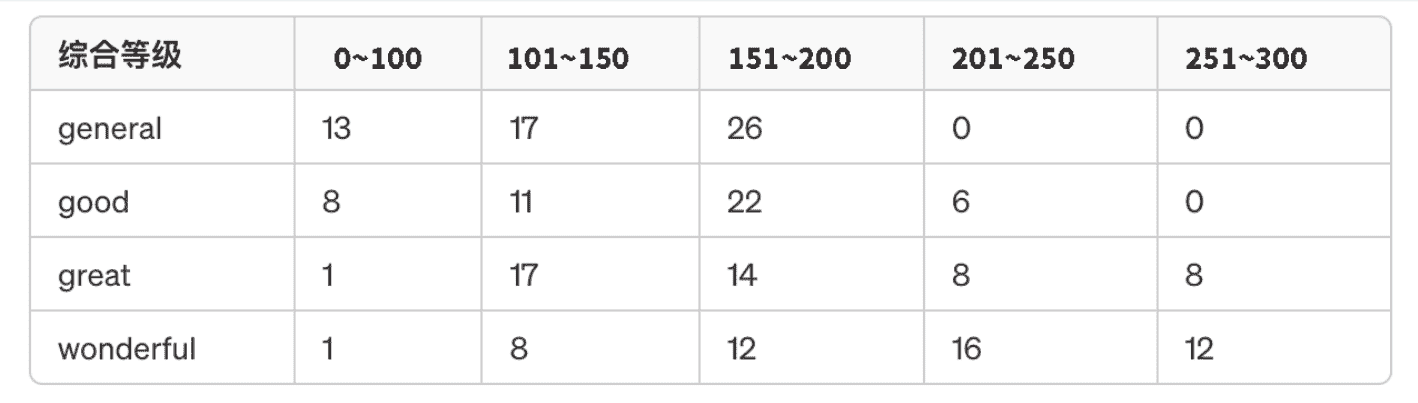 综合等级 0~100 101~150 151~200 201~250 251~300
general 13 17 26 0 0
good 8 11 22 6 0
great 1 17 14 8 8
wonderful 1 8 12 16 12